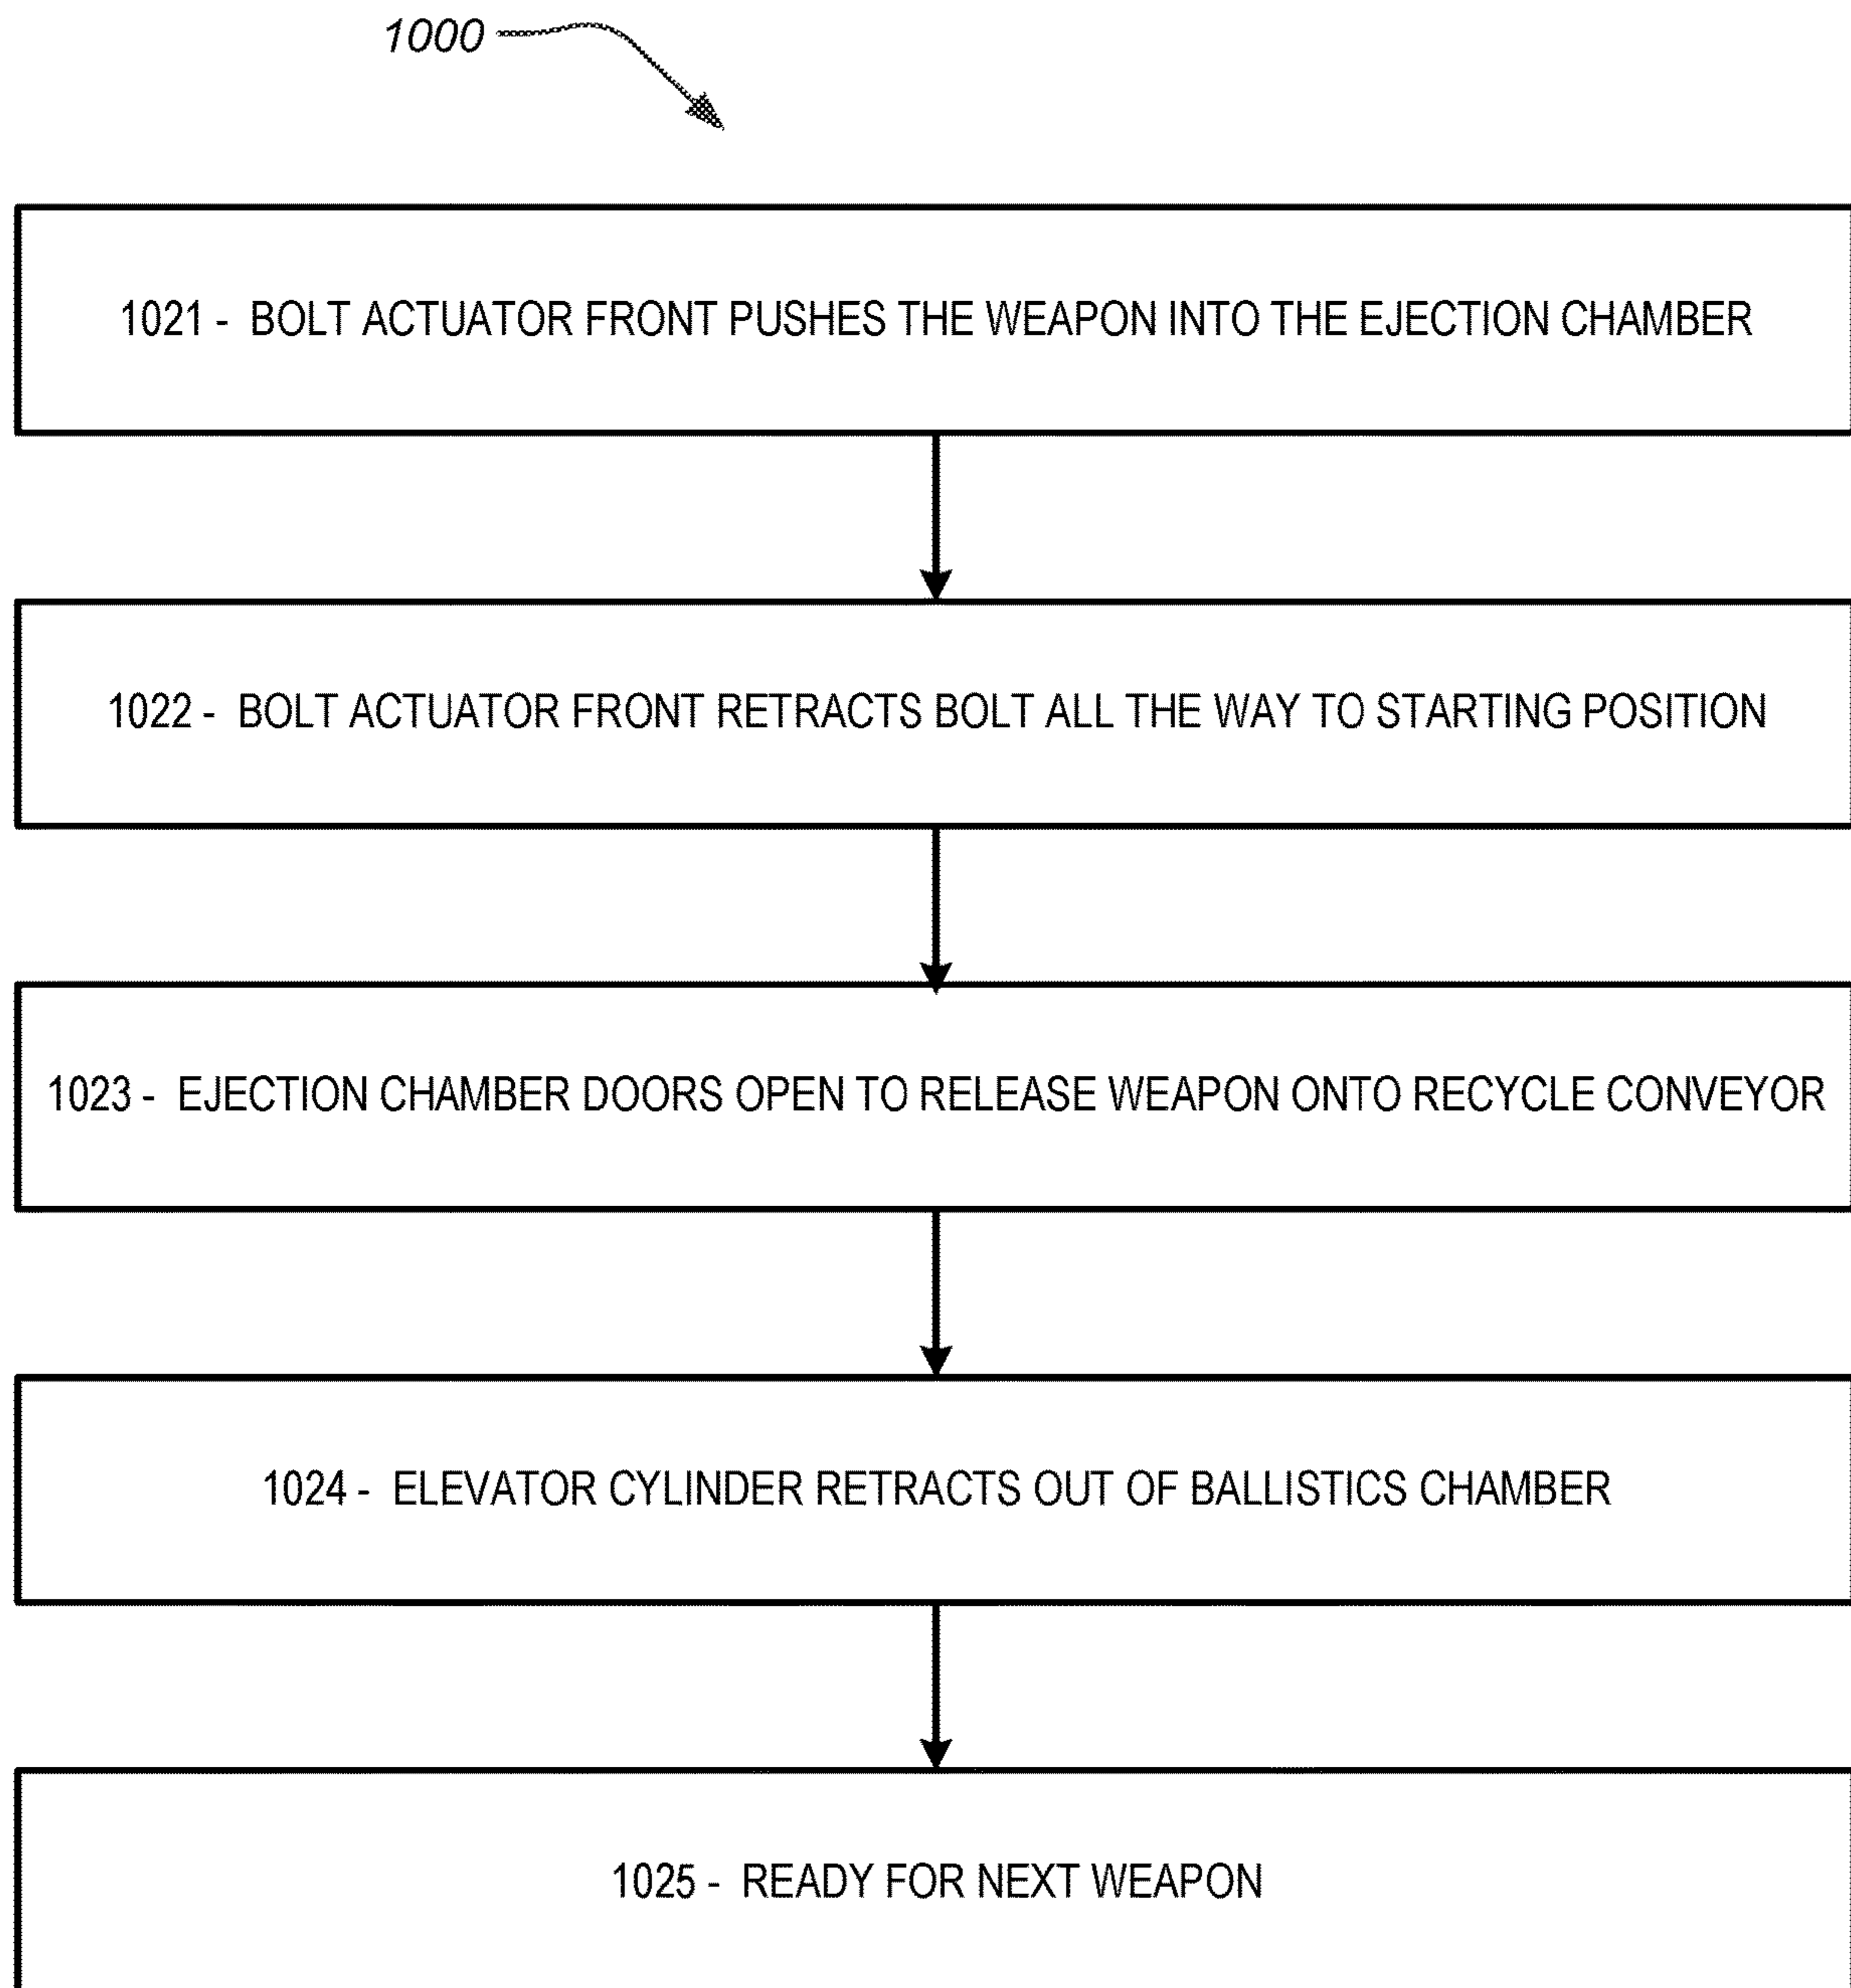 1000
1021 - BOLT ACTUATOR FRONT PUSHES THE WEAPON INTO THE EJECTION CHAMBER
1022 - BOLT ACTUATOR FRONT RETRACTS BOLT ALL THE WAY TO STARTING POSITION
1023 - EJECTION CHAMBER DOORS OPEN TO RELEASE WEAPON ONTO RECYCLE CONVEYOR
1024 - ELEVATOR CYLINDER RETRACTS OUT OF BALLISTICS CHAMBER
1025 - READY FOR NEXT WEAPON